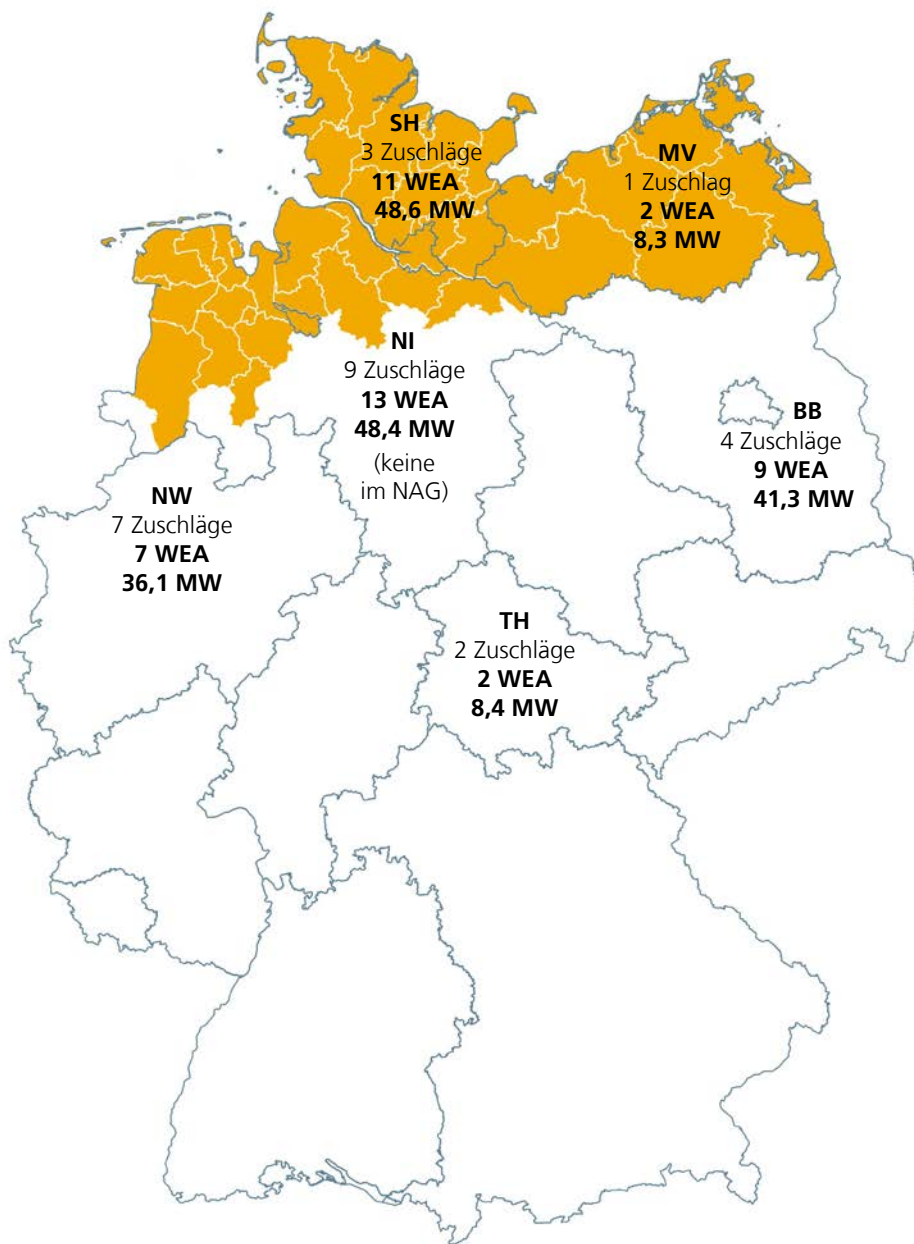 SH
3 Zuschläge
11 WEA
48,6 MW
MV
1 Zuschlag
2 WEA
8,3 MW
NI
9 Zuschläge
13 WEA
48,4 MW
(keine
im NAG)
BB
4 Zuschläge
9 WEA
41,3 MW
NW
7 Zuschläge
7 WEA
36,1 MW
TH
2 Zuschläge
2 WEA
8,4 MW